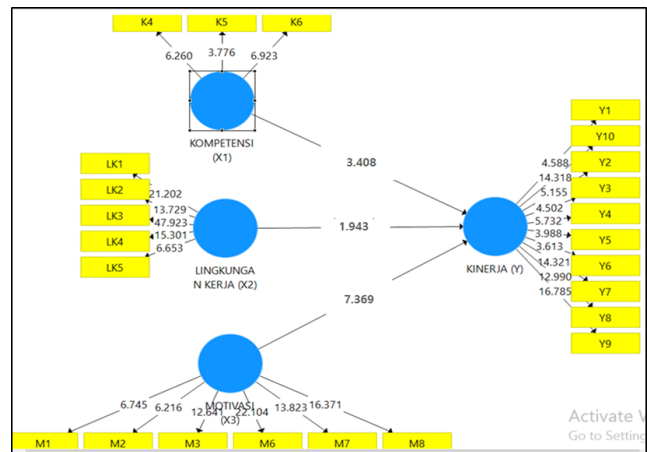 K4 K5 K6
6.260 3.776 6.923
KOMPETENSI
(X1)
3.408
LK1
LK2
LK3
LK4
LK5
21.202
13.729
47.923
15.301
6.653
LINGKUNGA
N KERJA (X2)
1.943
7.369
KINERJA (Y)
4.588
14.318
5.155
4.502
5.732
3.988
3.613
14.321
12.990
16.785
Y1
Y10
Y2
Y3
Y4
Y5
Y6
Y7
Y8
Y9
MOTIVASI
(X3)
6.745 6.216 12.641 22.104 13.823 16.371
M1 M2 M3 M6 M7 M8
Activate
Go to Setting